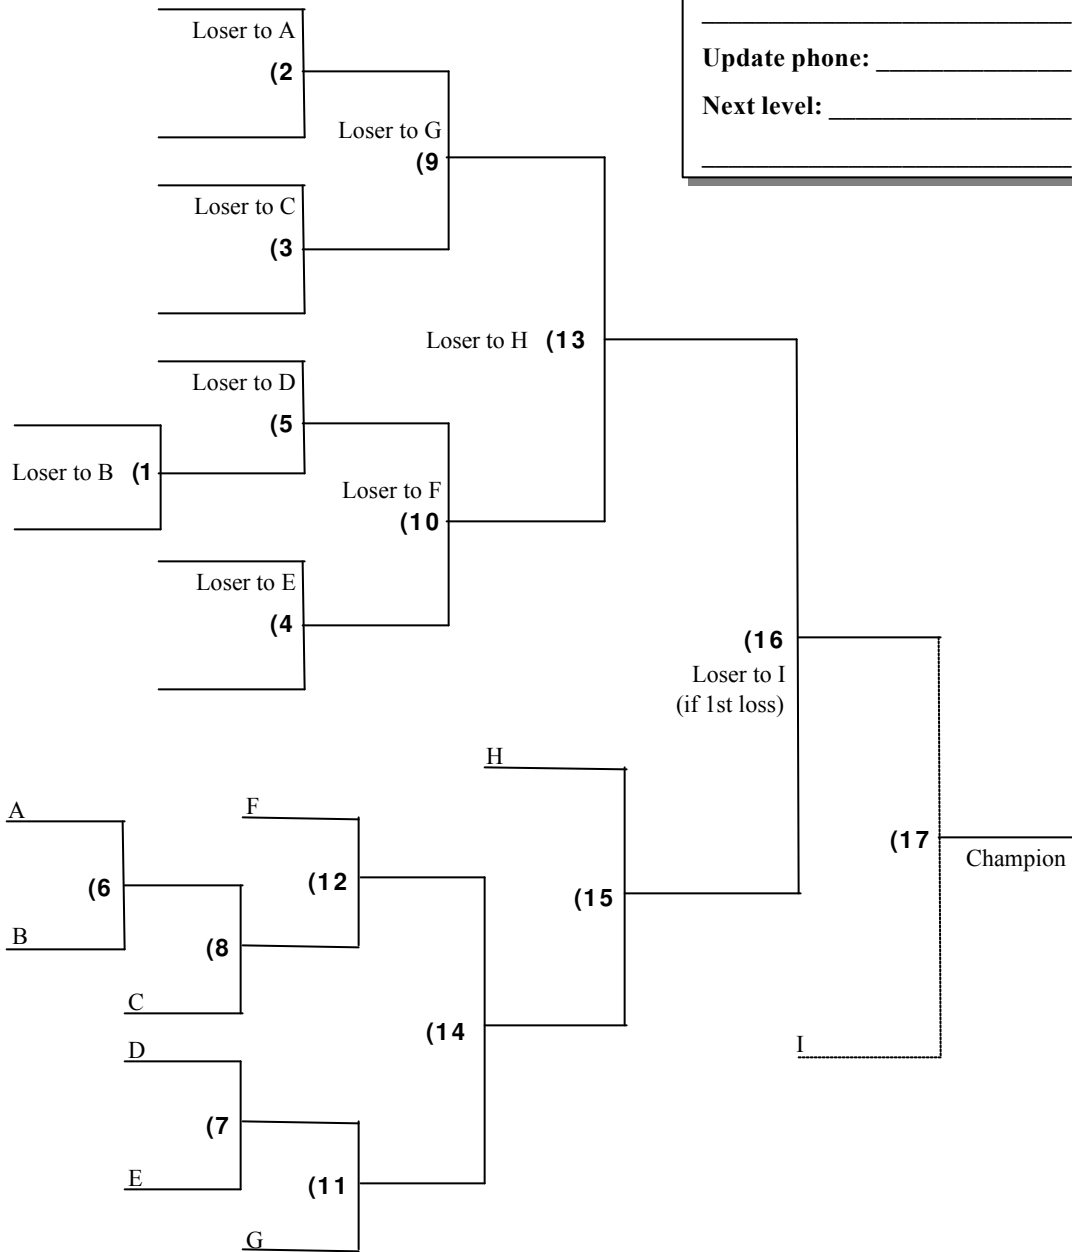 Update phone: ________________
Next level: ____________________
Loser to A
(2
Loser to G
(9
Loser to C
(3
Loser to H (13
Loser to D
(5
Loser to B (1
Loser to F
(10
Loser to E
(4
(16
Loser to I
(if 1st loss)
H
A
F
(17
Champion
(12
(6
(15
B
(8
C
(14
D
I
(7
E
(11
G